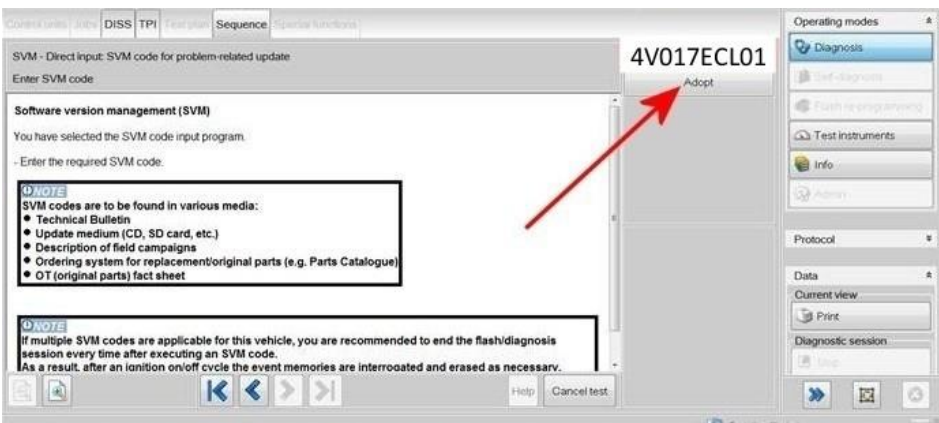 Control units
Jobs
DISS
TPI
Test plan
Sequence
Special functions
SVM - Direct input: SVM code for problem-related update
Enter SVM code
4V017ECL01
Adopt
Software version management (SVM)
You have selected the SVM code input program.
- Enter the required SVM code.
NOTE
SVM codes are to be found in various media:
● Technical Bulletin
● Update medium (CD, SD card, etc.)
● Description of field campaigns
● Ordering system for replacement/original parts (e.g. Parts Catalogue)
● OT (original parts) fact sheet
NOTE
If multiple SVM codes are applicable for this vehicle, you are recommended to end the flash/diagnosis
session every time after executing an SVM code.
As a result, after an ignition on/off cycle the event memories are interrogated and erased as necessary.
Help
Cancel test
Operating modes
Diagnosis
Self-diagnosis
Flash re-programming
Test instruments
Info
Admin
Protocol
Data
Current view
Print
Diagnostic session